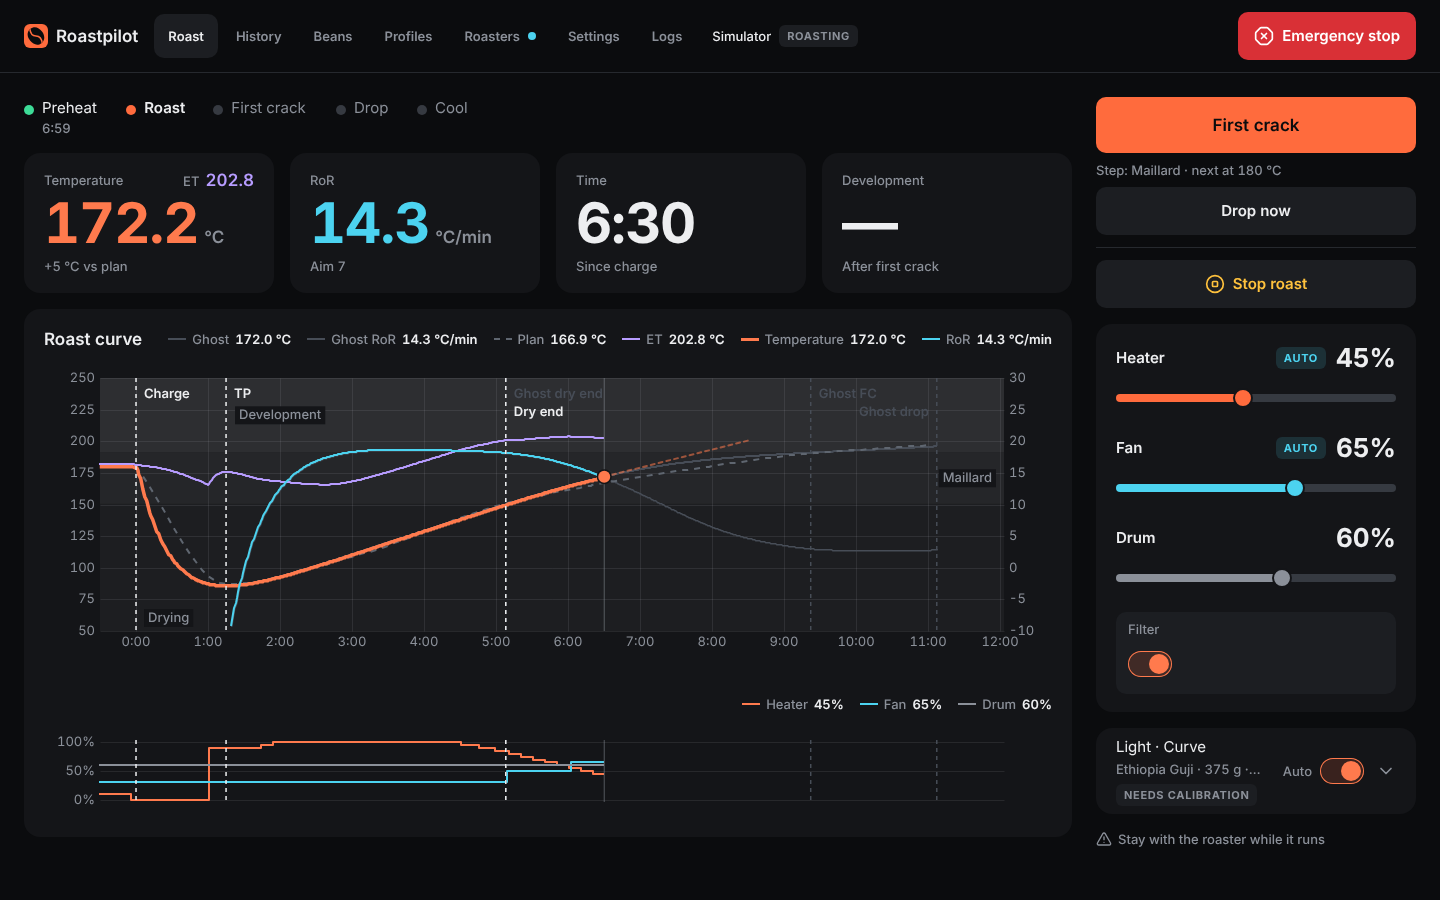 Roastpilot
Roast
History
Beans
Profiles
Roasters
Settings
Logs
Simulator
ROASTING
Emergency stop
Preheat
6:59
Roast
First crack
Drop
Cool
Temperature
ET 202.8
172.2 °C
+5 °C vs plan
RoR
14.3 °C/min
Aim 7
Time
6:30
Since charge
Development
—
After first crack
Roast curve
Ghost 172.0 °C
Ghost RoR 14.3 °C/min
Plan 166.9 °C
ET 202.8 °C
Temperature 172.0 °C
RoR 14.3 °C/min
250
225
200
175
150
125
100
75
50
30
25
20
15
10
5
0
-5
-10
Charge
TP
Development
Ghost dry end
Dry end
Ghost FC
Ghost drop
Maillard
Drying
0:00
1:00
2:00
3:00
4:00
5:00
6:00
7:00
8:00
9:00
10:00
11:00
12:00
Heater 45%
Fan 65%
Drum 60%
100%
50%
0%
First crack
Step: Maillard · next at 180 °C
Drop now
Stop roast
Heater
AUTO
45%
Fan
AUTO
65%
Drum
60%
Filter
Light · Curve
Ethiopia Guji · 375 g ·...
NEEDS CALIBRATION
Auto
Stay with the roaster while it runs